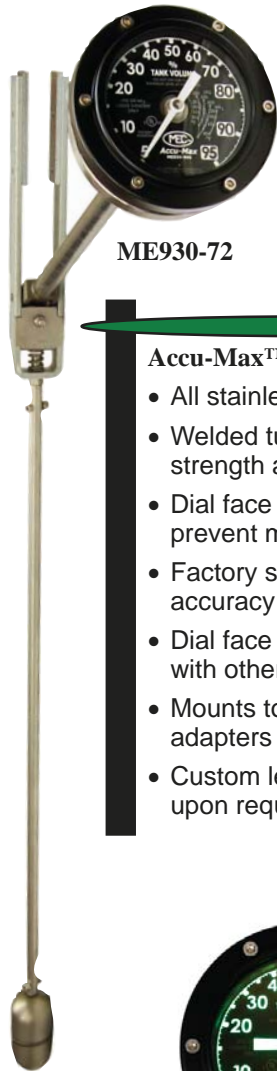 40 50 60
30 % 70
TANK VOLUME
20 80
10 90
MEC
Accu-Max
5 95
ME930-72
Accu-Max
• All stainle
• Welded tu
strength a
• Dial face
prevent m
• Factory s
accuracy
• Dial face
with other
• Mounts to
adapters
• Custom le
upon requ
30
20